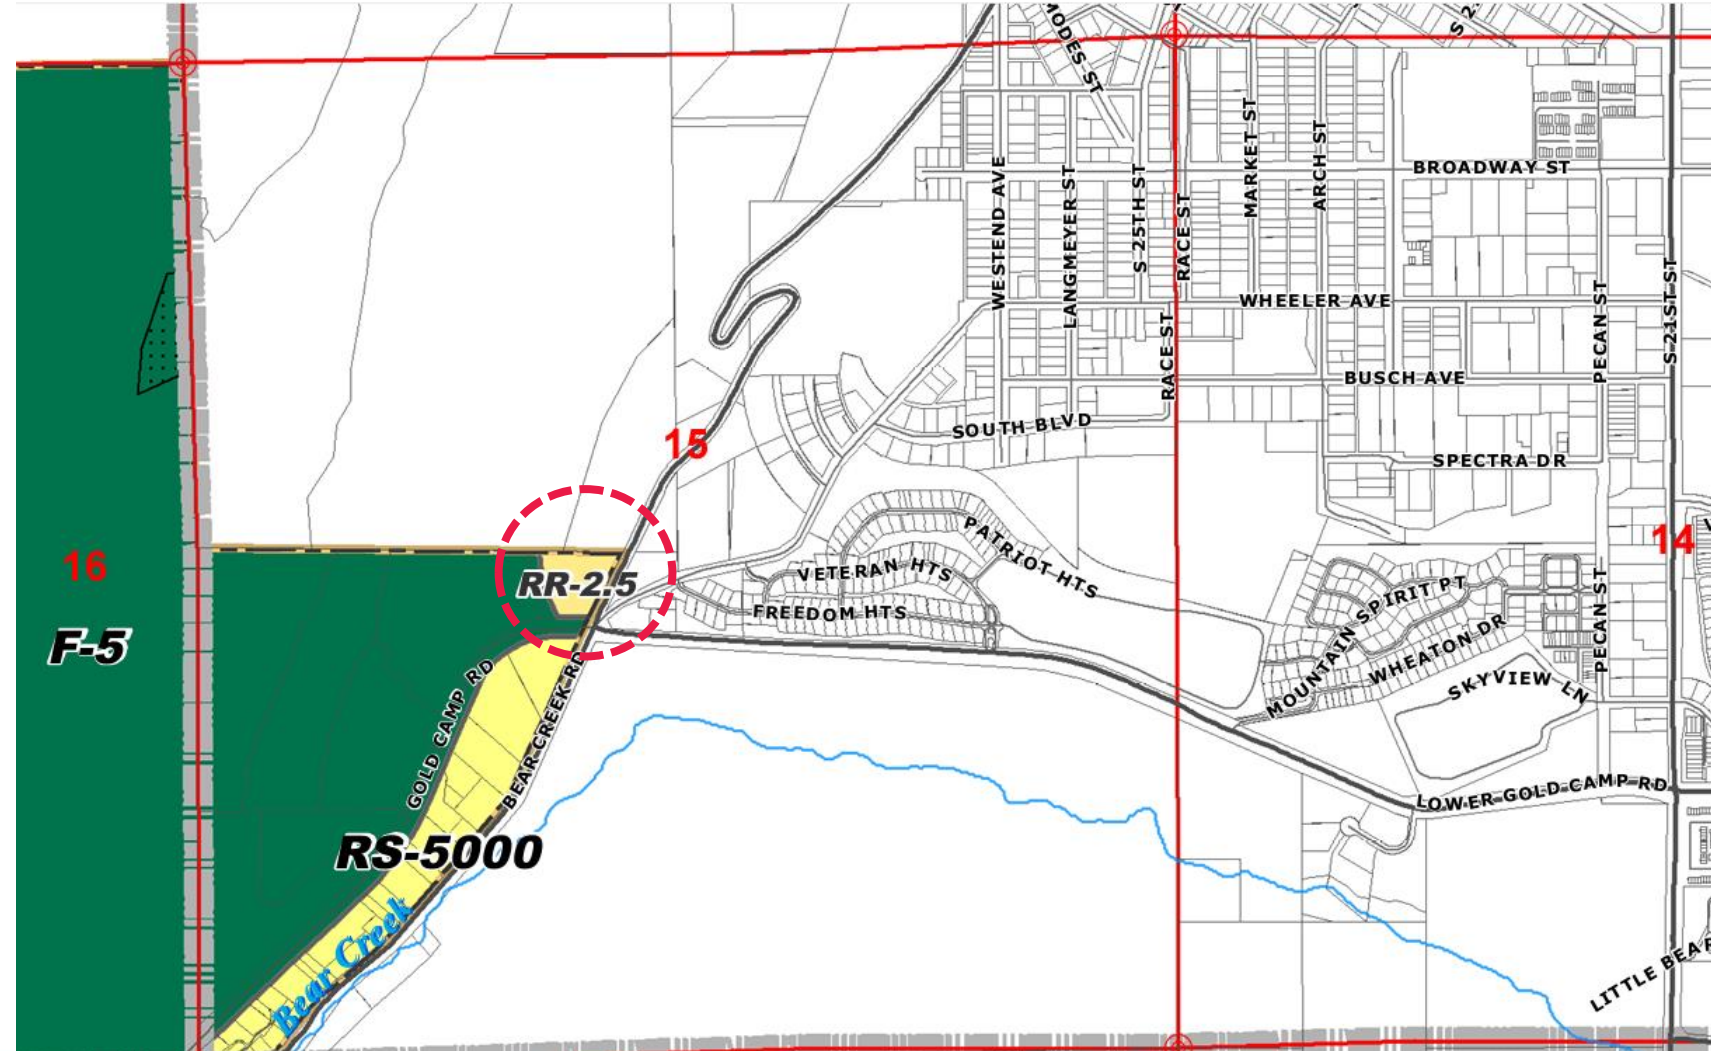 MODES ST
S 2
WESTEND AVE
LANGMEYER ST
S 25TH ST
RACE ST
MARKET ST
ARCH ST
BROADWAY ST
WHEELER AVE
PECAN ST
S 21ST ST
RACE ST
BUSCH AVE
SOUTH BLVD
15
SPECTRA DR
16
RR-2.5
PATRIOT HTS
VETERAN HTS
FREEDOM HTS
14
V
MOUNTAIN SPIRIT PT
PECAN ST
WHEATON DR
SKYVIEW LN
F-5
GOLD CAMP RD
BEAR CREEK RD
LOWER GOLD CAMP RD
RS-5000
Bear Creek
LITTLE BEAR